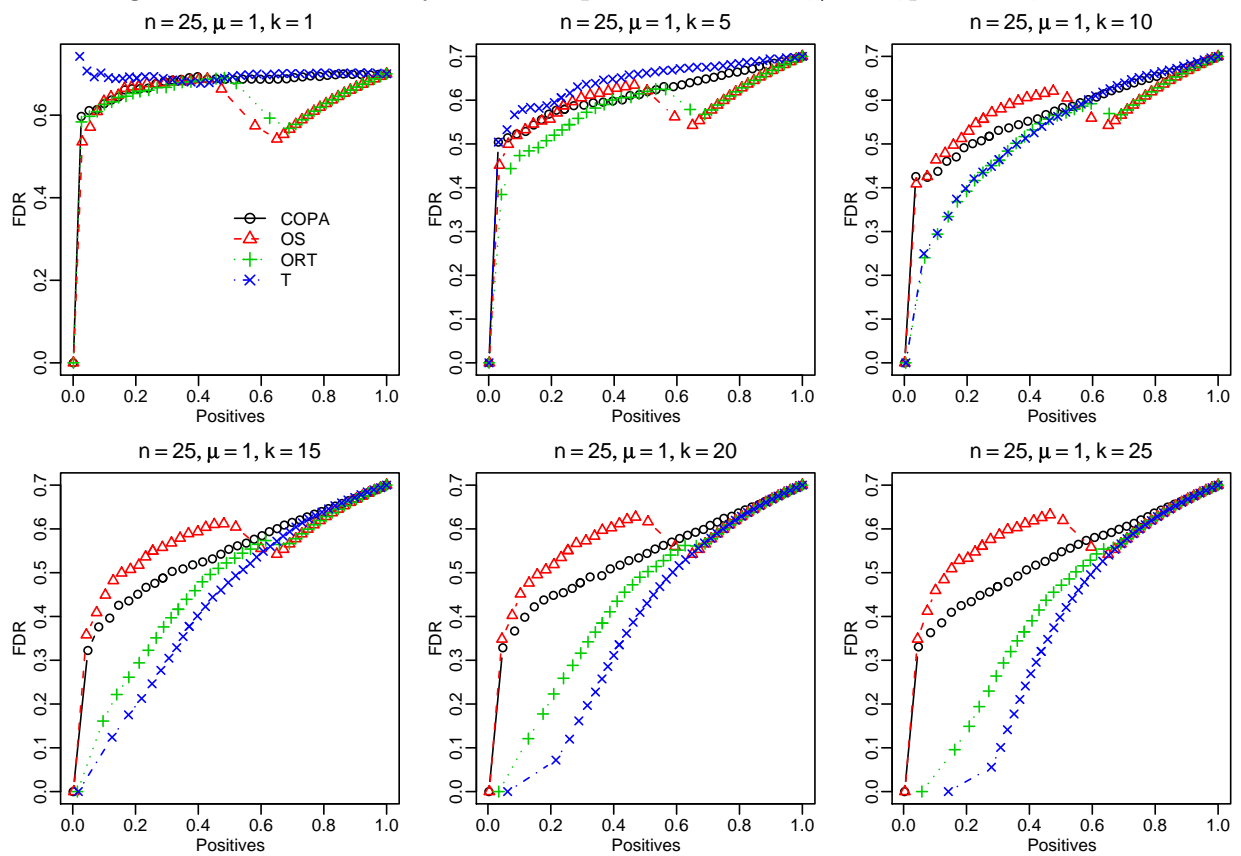 n = 25, μ = 1, k = 1
FDR
0.6
0.4
0.2
0.0
COPA
OS
ORT
T
0.0 0.2 0.4 0.6 0.8 1.0
Positives
n = 25, μ = 1, k = 5
FDR
0.7
0.6
0.5
0.4
0.3
0.2
0.1
0.0
0.0 0.2 0.4 0.6 0.8 1.0
Positives
n = 25, μ = 1, k = 10
FDR
0.7
0.6
0.5
0.4
0.3
0.2
0.1
0.0
0.0 0.2 0.4 0.6 0.8 1.0
Positives
n = 25, μ = 1, k = 15
FDR
0.7
0.6
0.5
0.4
0.3
0.2
0.1
0.0
0.0 0.2 0.4 0.6 0.8 1.0
Positives
n = 25, μ = 1, k = 20
FDR
0.7
0.6
0.5
0.4
0.3
0.2
0.1
0.0
0.0 0.2 0.4 0.6 0.8 1.0
Positives
n = 25, μ = 1, k = 25
FDR
0.7
0.6
0.5
0.4
0.3
0.2
0.1
0.0
0.0 0.2 0.4 0.6 0.8 1.0
Positives